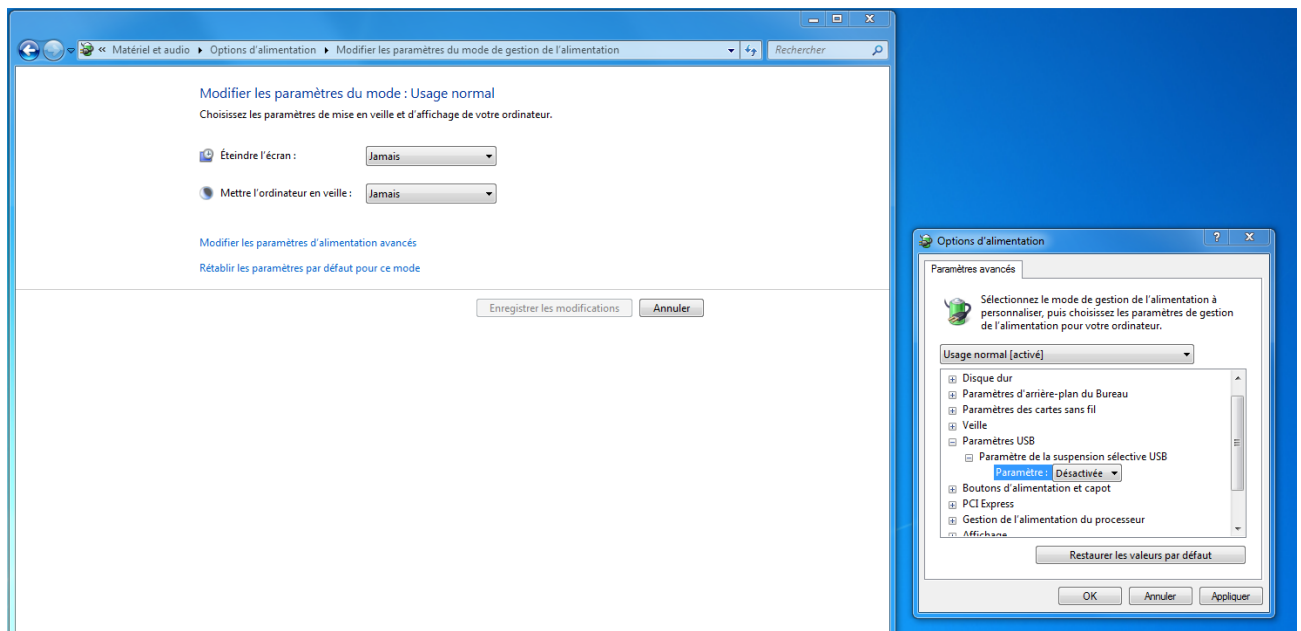 « Matériel et audio ▸ Options d'alimentation ▸ Modifier les paramètres du mode de gestion de l'alimentation
Rechercher
Modifier les paramètres du mode : Usage normal
Choisissez les paramètres de mise en veille et d'affichage de votre ordinateur.
Éteindre l'écran : Jamais
Mettre l'ordinateur en veille : Jamais
Modifier les paramètres d'alimentation avancés
Rétablir les paramètres par défaut pour ce mode
Enregistrer les modifications Annuler
Options d'alimentation
Paramètres avancés
Sélectionnez le mode de gestion de l'alimentation à
personnaliser, puis choisissez les paramètres de gestion
de l'alimentation pour votre ordinateur.
Usage normal [activé]
Disque dur
Paramètres d'arrière-plan du Bureau
Paramètres des cartes sans fil
Veille
Paramètres USB
Paramètre de la suspension sélective USB
Paramètre : Désactivée
Boutons d'alimentation et capot
PCI Express
Gestion de l'alimentation du processeur
Affichage
Restaurer les valeurs par défaut
OK Annuler Appliquer